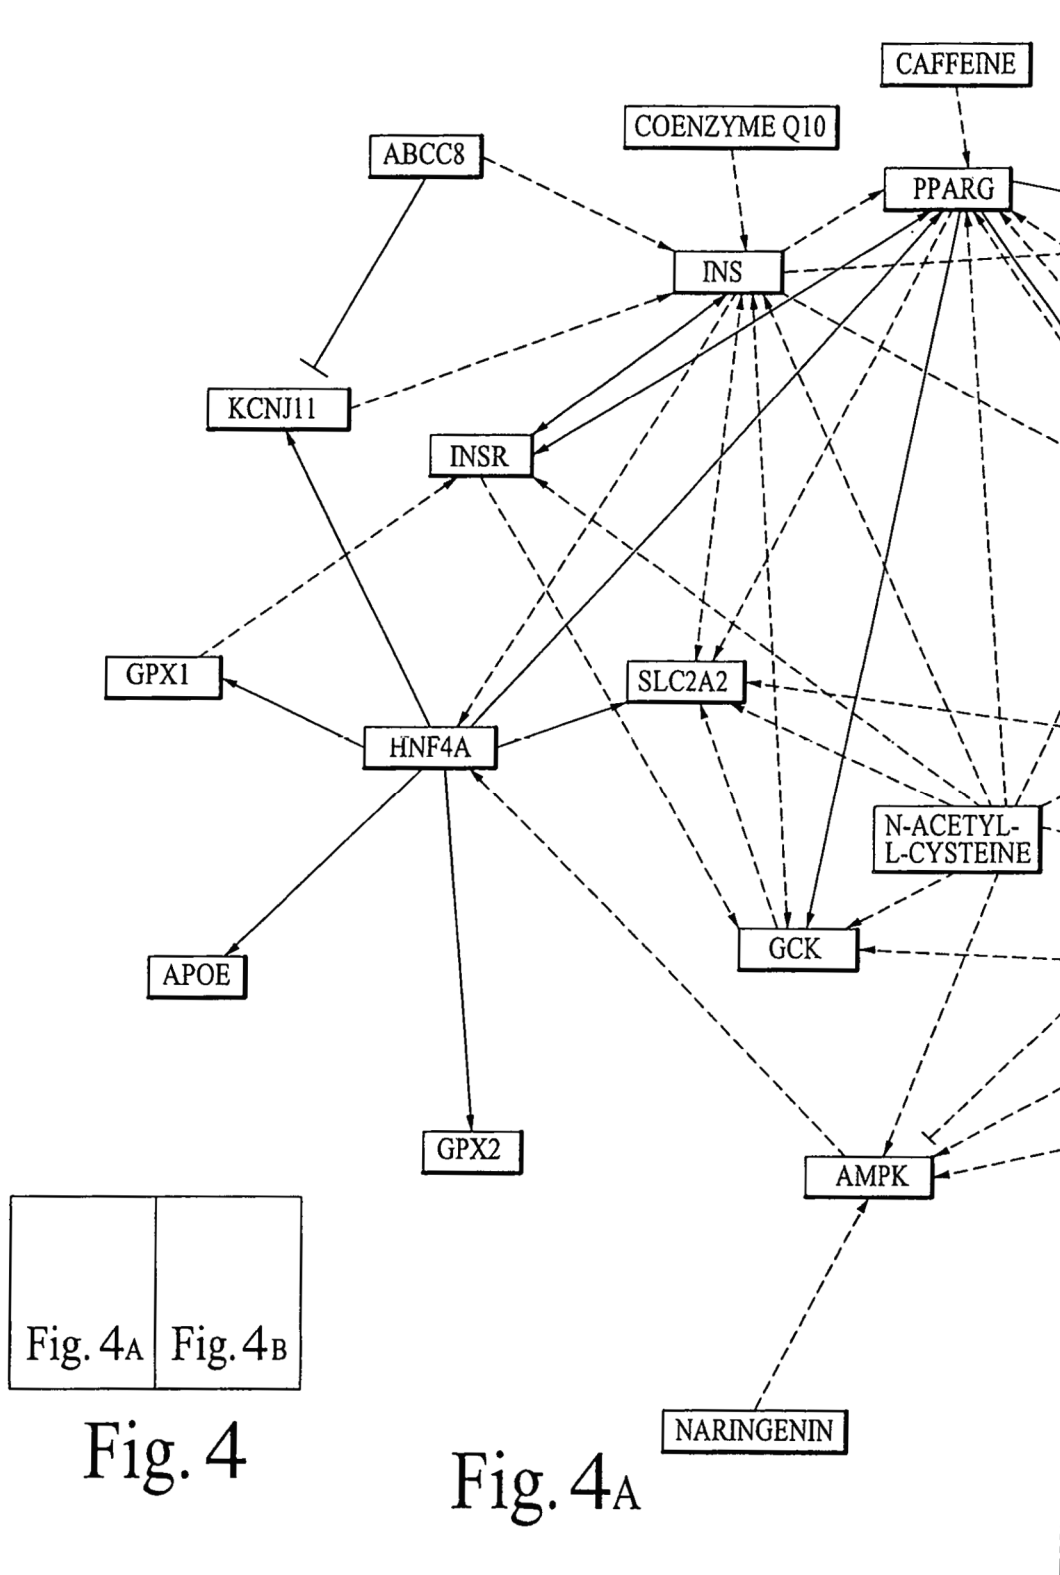 CAFFEINE
COENZYME Q10
ABCC8
PPARG
INS
KCNJ11
INSR
GPX1
SLC2A2
HNF4A
N-ACETYL-
L-CYSTEINE
GCK
APOE
GPX2
AMPK
Fig. 4A
Fig. 4B
NARINGENIN
Fig. 4
Fig. 4A